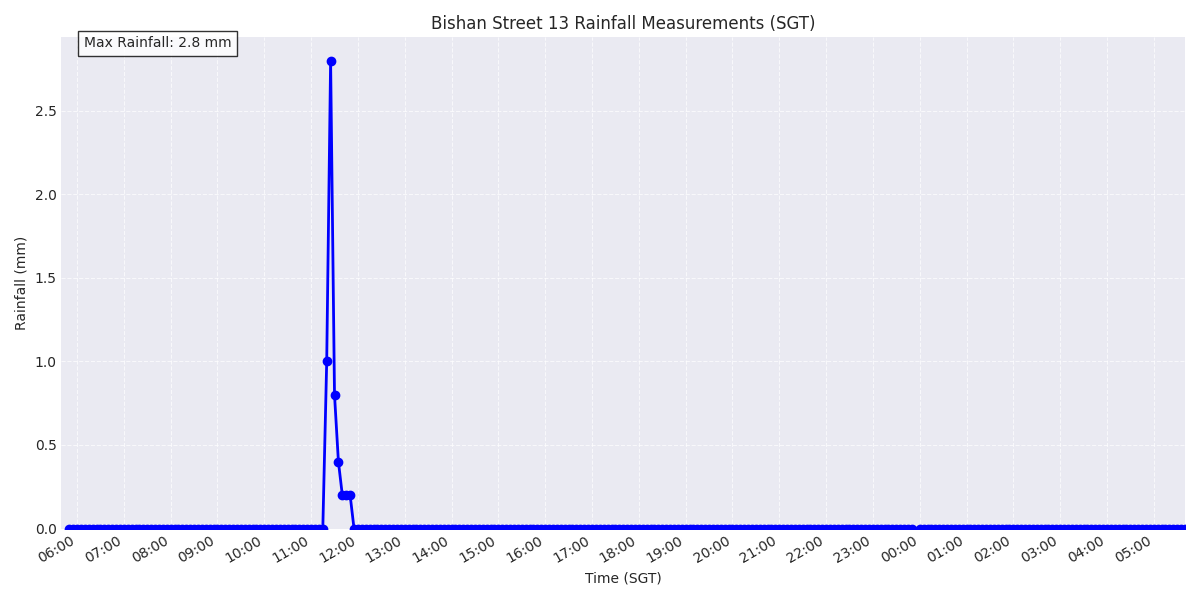 Bishan Street 13 Rainfall Measurements (SGT)
Max Rainfall: 2.8 mm
Rainfall (mm)
2.5
2.0
1.5
1.0
0.5
0.0
06:00 07:00 08:00 09:00 10:00 11:00 12:00 13:00 14:00 15:00 16:00 17:00 18:00 19:00 20:00 21:00 22:00 23:00 00:00 01:00 02:00 03:00 04:00 05:00
Time (SGT)